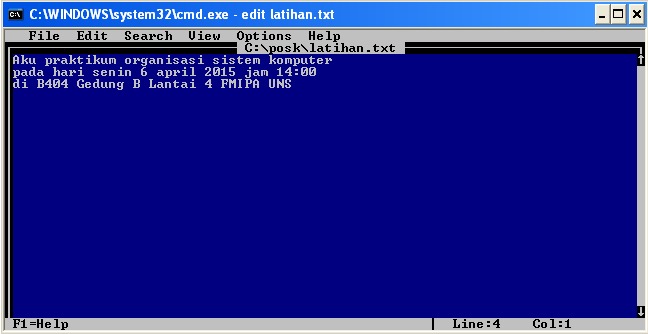 C:\WINDOWS\system32\cmd.exe - edit latihan.txt
File Edit Search View Options Help
C:\posk\latihan.txt
Aku praktikum organisasi sistem komputer
pada hari senin 6 april 2015 jam 14:00
di B404 Gedung B Lantai 4 FMIPA UNS
F1=Help Line:4 Col:1